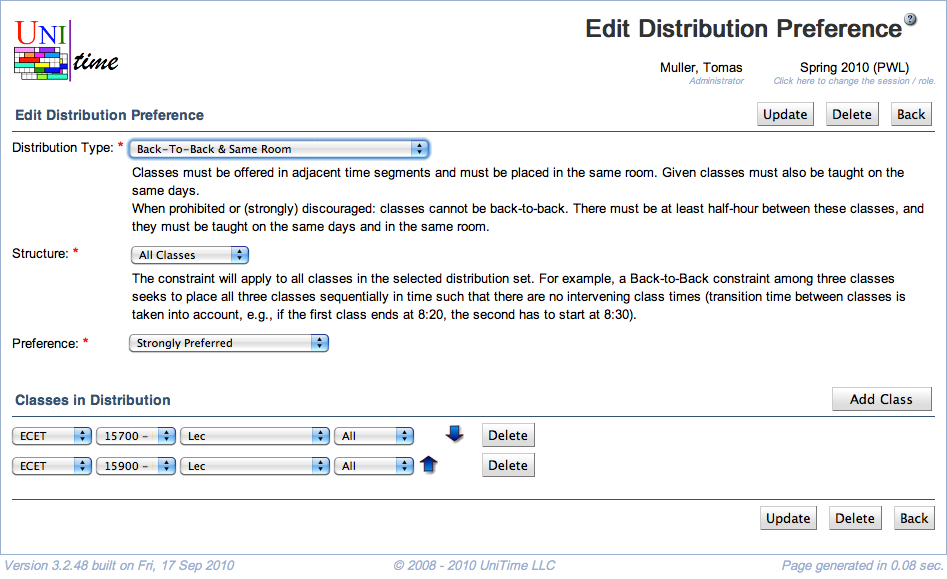 UNI
time
Edit Distribution Preference ?
Muller, Tomas Spring 2010 (PWL)
Administrator Click here to change the session / role.
Edit Distribution Preference Update Delete Back
Distribution Type: * Back-To-Back & Same Room
Classes must be offered in adjacent time segments and must be placed in the same room. Given classes must also be taught on the
same days.
When prohibited or (strongly) discouraged: classes cannot be back-to-back. There must be at least half-hour between these classes, and
they must be taught on the same days and in the same room.
Structure: * All Classes
The constraint will apply to all classes in the selected distribution set. For example, a Back-to-Back constraint among three classes
seeks to place all three classes sequentially in time such that there are no intervening class times (transition time between classes is
taken into account, e.g., if the first class ends at 8:20, the second has to start at 8:30).
Preference: * Strongly Preferred
Classes in Distribution Add Class
ECET 15700 - Lec All Delete
ECET 15900 - Lec All Delete
Update Delete Back
Version 3.2.48 built on Fri, 17 Sep 2010 © 2008 - 2010 UniTime LLC Page generated in 0.08 sec.